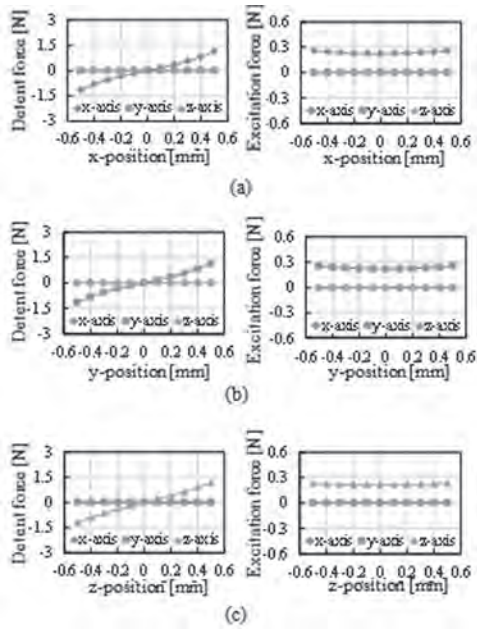 Detent force [N]
3
1.5
0
-1.5
-3
x-axis y-axis z-axis
-0.6 -0.4 -0.2 0 0.2 0.4 0.6
x-position [mm]
Excitation force [N]
0.6
0.3
0
-0.3
-0.6
x-axis y-axis z-axis
-0.6 -0.4 -0.2 0 0.2 0.4 0.6
x-position [mm]
(a)
Detent force [N]
3
1.5
0
-1.5
-3
x-axis y-axis z-axis
-0.6 -0.4 -0.2 0 0.2 0.4 0.6
y-position [mm]
Excitation force [N]
0.6
0.3
0
-0.3
-0.6
x-axis y-axis z-axis
-0.6 -0.4 -0.2 0 0.2 0.4 0.6
y-position [mm]
(b)
Detent force [N]
3
1.5
0
-1.5
-3
x-axis y-axis z-axis
-0.6 -0.4 -0.2 0 0.2 0.4 0.6
z-position [mm]
Excitation force [N]
0.6
0.3
0
-0.3
-0.6
x-axis y-axis z-axis
-0.6 -0.4 -0.2 0 0.2 0.4 0.6
z-position [mm]
(c)